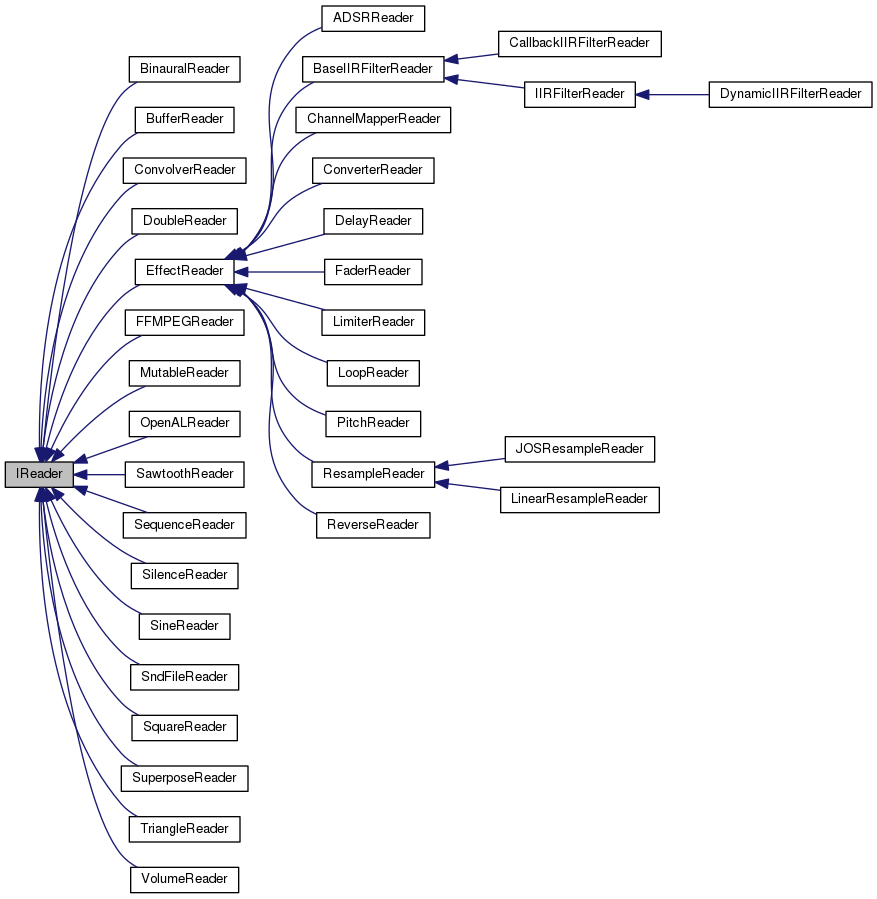 ADSRReader
CallbackIIRFilterReader
BinauralReader
BaseIIRFilterReader
IIRFilterReader
DynamicIIRFilterReader
BufferReader
ChannelMapperReader
ConvolverReader
ConverterReader
DoubleReader
DelayReader
EffectReader
FaderReader
FFMPEGReader
LimiterReader
MutableReader
LoopReader
OpenALReader
PitchReader
JOSResampleReader
IReader
SawtoothReader
ResampleReader
LinearResampleReader
SequenceReader
ReverseReader
SilenceReader
SineReader
SndFileReader
SquareReader
SuperposeReader
TriangleReader
VolumeReader